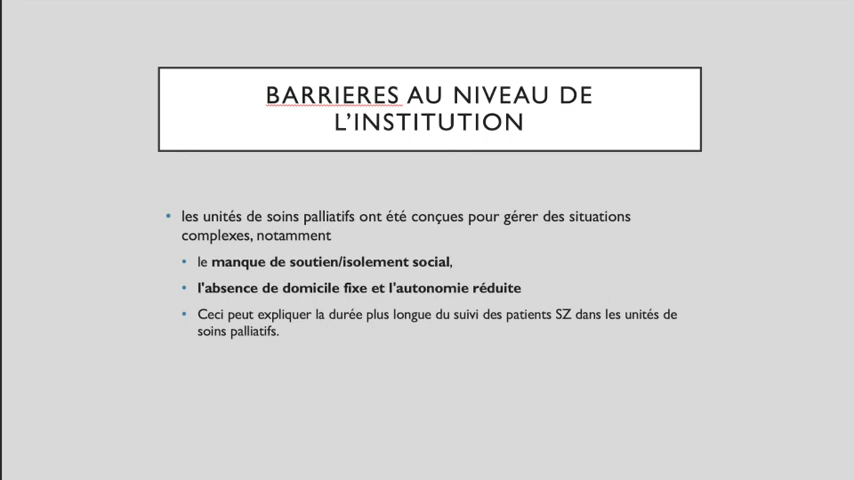 BARRIERES AU NIVEAU DE
L’INSTITUTION
• les unités de soins palliatifs ont été conçues pour gérer des situations
complexes, notamment
• le manque de soutien/isolement social,
• l'absence de domicile fixe et l'autonomie réduite
• Ceci peut expliquer la durée plus longue du suivi des patients SZ dans les unités de
soins palliatifs.